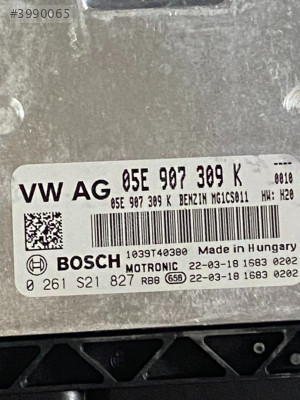 #3990065
----
VW AG 05E 907 309 K 0010
05E 907 309 K BENZIN MG1CS011 HW: H20
1039T40380 Made in Hungary
BOSCH MOTRONIC 22-03-18 1683 0202
0 261 S21 827 RB8 658 22-03-18 1683 0202